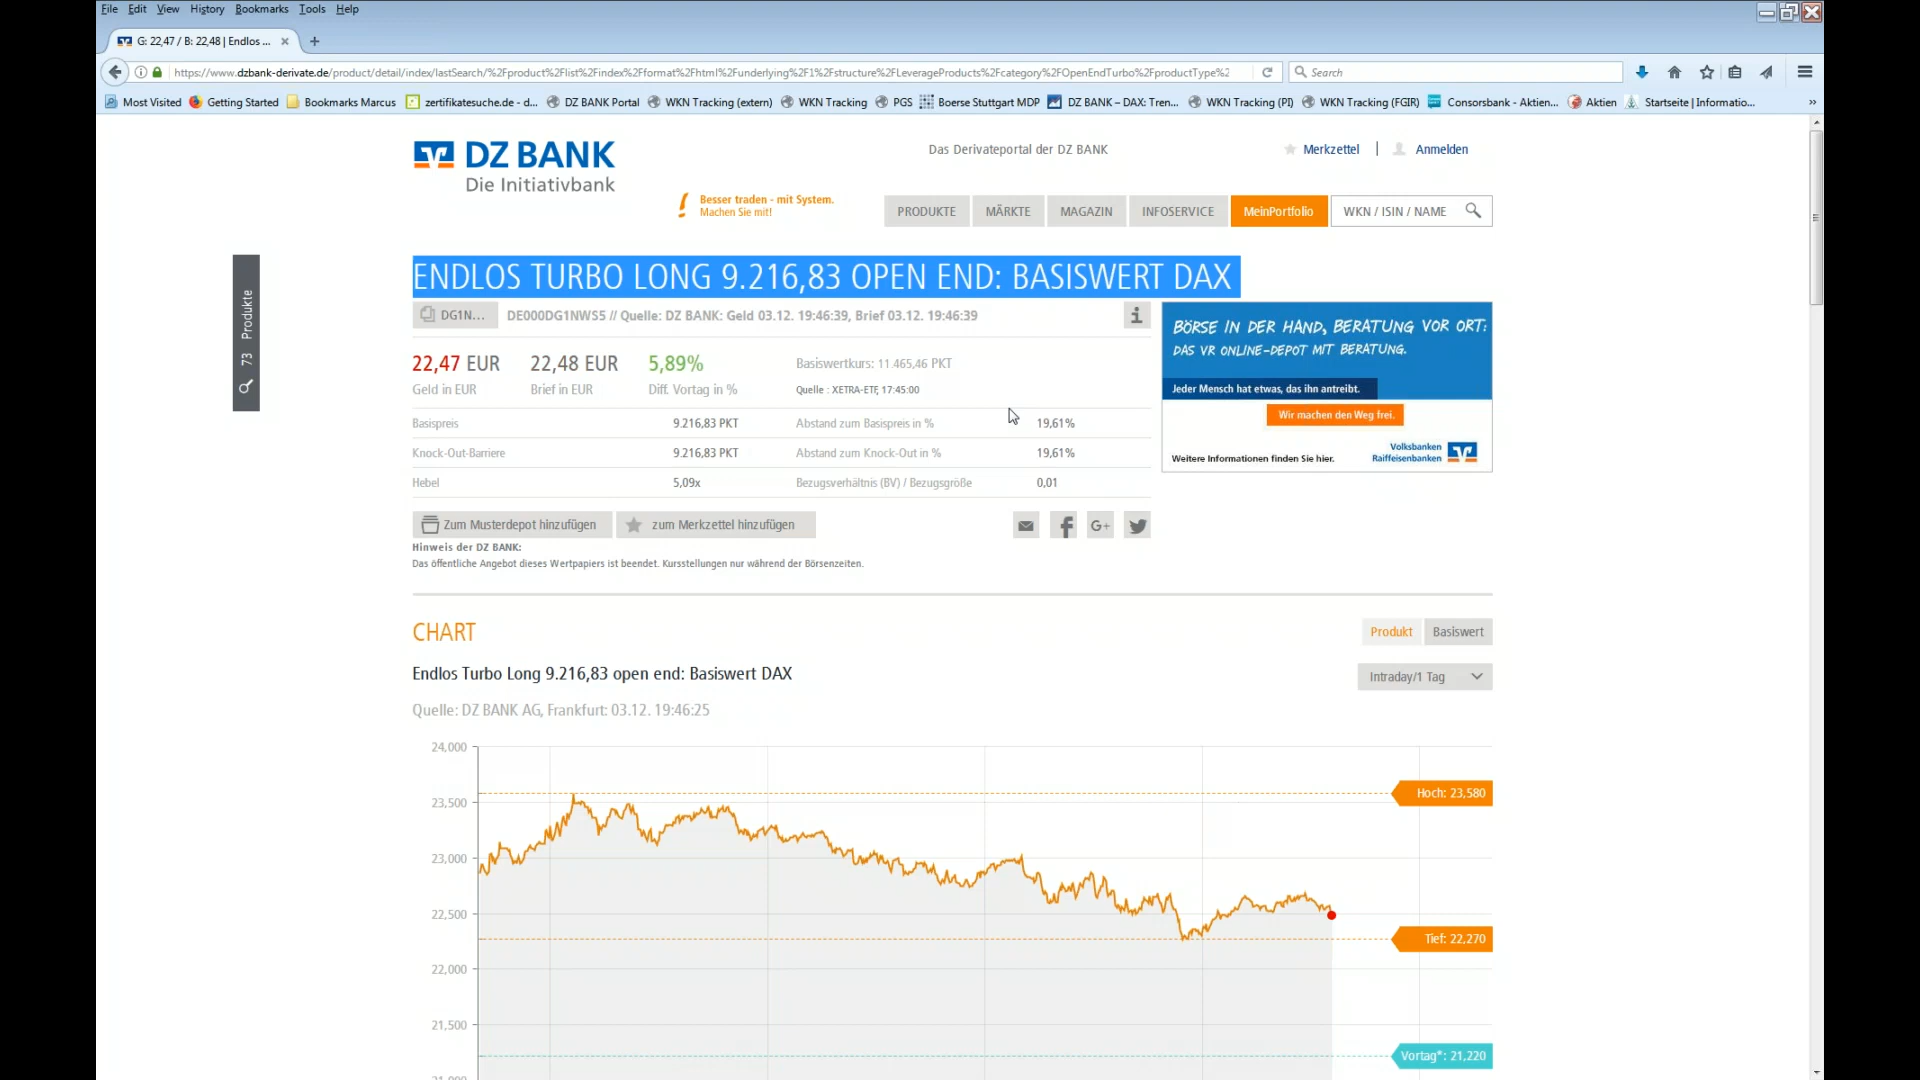 File Edit View History Bookmarks Tools Help
G: 22,47 / B: 22,48 | Endlos ...
https://www.dzbank-derivate.de/product/detail/index/lastSearch/%2Fproduct%2Flist%2Findex%2Fformat%2Fhtml%2Funderlying%2F1%2Fstructure%2FLeverageProducts%2Fcategory%2FOpenEndTurbo%2FproductType%2
Search
Most Visited Getting Started Bookmarks Marcus zertifikatesuche.de - d... DZ BANK Portal WKN Tracking (extern) WKN Tracking PGS Boerse Stuttgart MDP DZ BANK – DAX: Tren... WKN Tracking (PI) WKN Tracking (FGIR) Consorsbank - Aktien... Aktien Startseite | Informatio... »
DZ BANK
Die Initiativbank
Das Derivateportal der DZ BANK
Merkzettel | Anmelden
Besser traden - mit System.
Machen Sie mit!
PRODUKTE MÄRKTE MAGAZIN INFOSERVICE MeinPortfolio WKN / ISIN / NAME
73 Produkte
ENDLOS TURBO LONG 9.216,83 OPEN END: BASISWERT DAX
DG1N... DE000DG1NWS5 // Quelle: DZ BANK: Geld 03.12. 19:46:39, Brief 03.12. 19:46:39
22,47 EUR 22,48 EUR 5,89% Basiswertkurs: 11.465,46 PKT
Geld in EUR Brief in EUR Diff. Vortag in % Quelle : XETRA-ETF, 17:45:00
Basispreis 9.216,83 PKT Abstand zum Basispreis in % 19,61%
Knock-Out-Barriere 9.216,83 PKT Abstand zum Knock-Out in % 19,61%
Hebel 5,09x Bezugsverhältnis (BV) / Bezugsgröße 0,01
BÖRSE IN DER HAND, BERATUNG VOR ORT:
DAS VR ONLINE-DEPOT MIT BERATUNG.
Jeder Mensch hat etwas, das ihn antreibt.
Wir machen den Weg frei.
Weitere Informationen finden Sie hier.
Volksbanken
Raiffeisenbanken
Zum Musterdepot hinzufügen zum Merkzettel hinzufügen
G+
Hinweis der DZ BANK:
Das öffentliche Angebot dieses Wertpapiers ist beendet. Kursstellungen nur während der Börsenzeiten.
CHART
Produkt Basiswert
Endlos Turbo Long 9.216,83 open end: Basiswert DAX
Intraday/1 Tag
Quelle: DZ BANK AG, Frankfurt: 03.12. 19:46:25
24,000
Hoch: 23,580
23,500
23,000
22,500
Tief: 22,270
22,000
21,500
Vortag*: 21,220
21,000